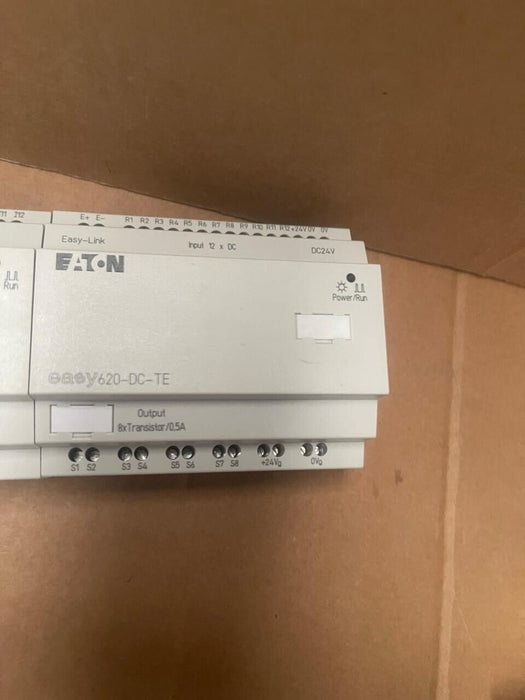 I11 I12 E+ E- R1 R2 R3 R4 R5 R6 R7 R8 R9 R10 R11 R12 +24V 0V 0V
Easy-Link Input 12 x DC DC24V
EATON
Run
Power/Run
easy620-DC-TE
Output
8xTransistor/0,5A
S1 S2 S3 S4 S5 S6 S7 S8 +24VQ 0VQ